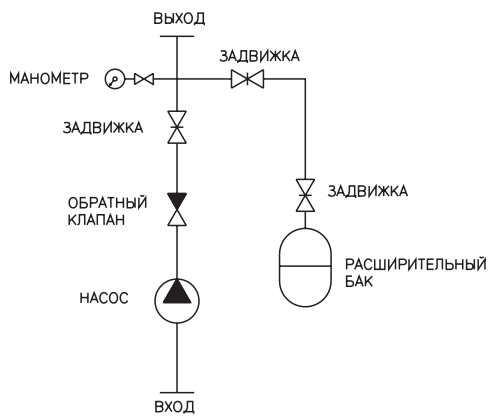 ВЫХОД
ЗАДВИЖКА
МАНОМЕТР
ЗАДВИЖКА
ОБРАТНЫЙ
КЛАПАН
ЗАДВИЖКА
РАСШИРИТЕЛЬНЫЙ
БАК
НАСОС
ВХОД